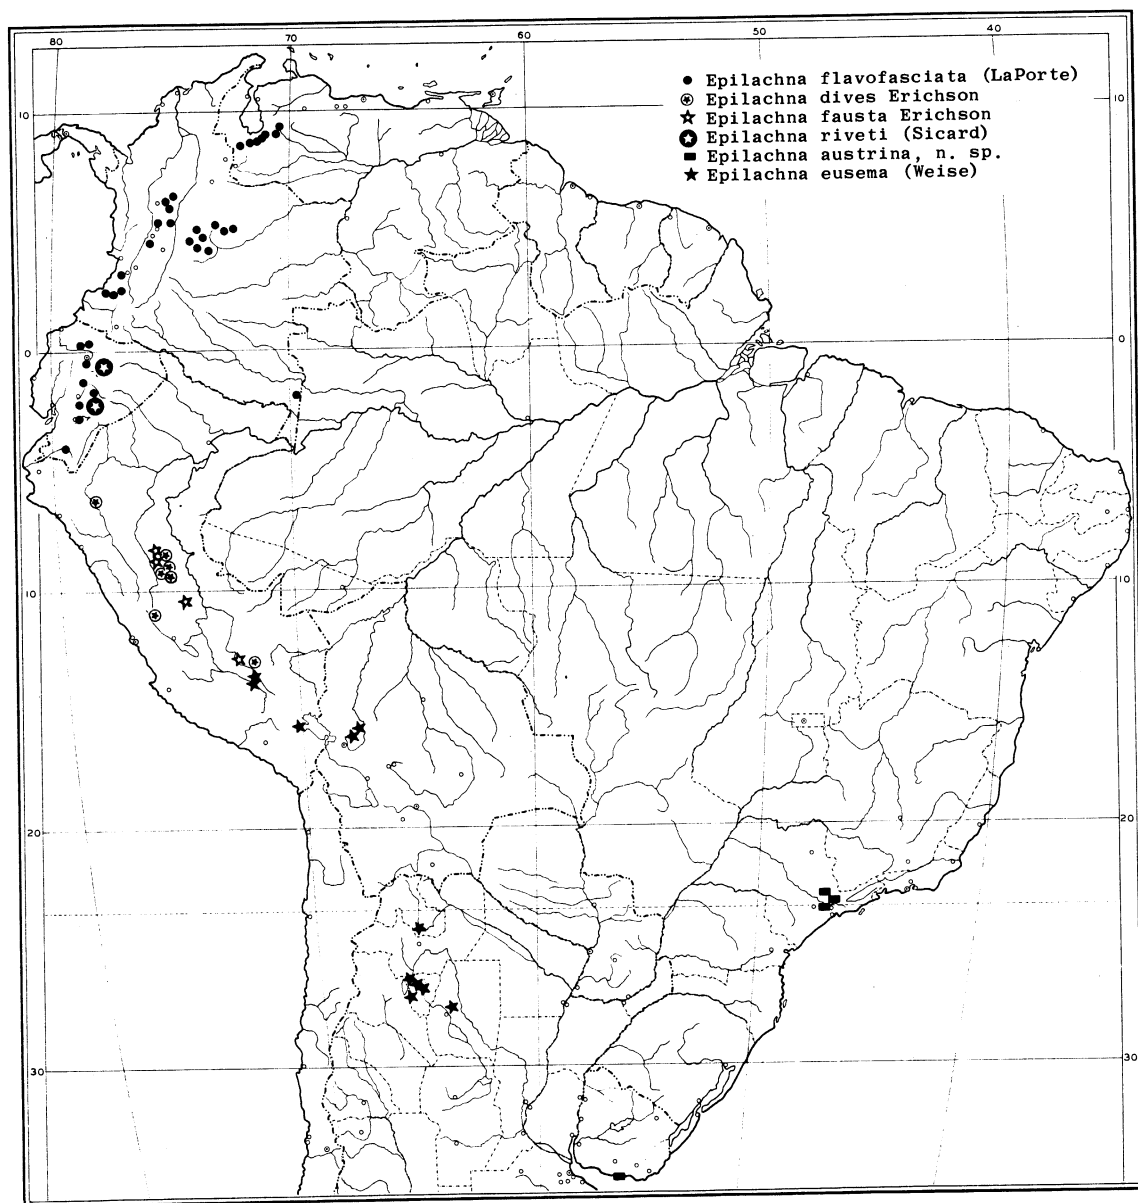 80 70 60 50 40
● Epilachna flavofasciata (LaPorte)
Epilachna dives Erichson
Epilachna fausta Erichson
Epilachna riveti (Sicard)
Epilachna austrina, n. sp.
★ Epilachna eusema (Weise)
10 10
0 0
10 10
20 20
30 30